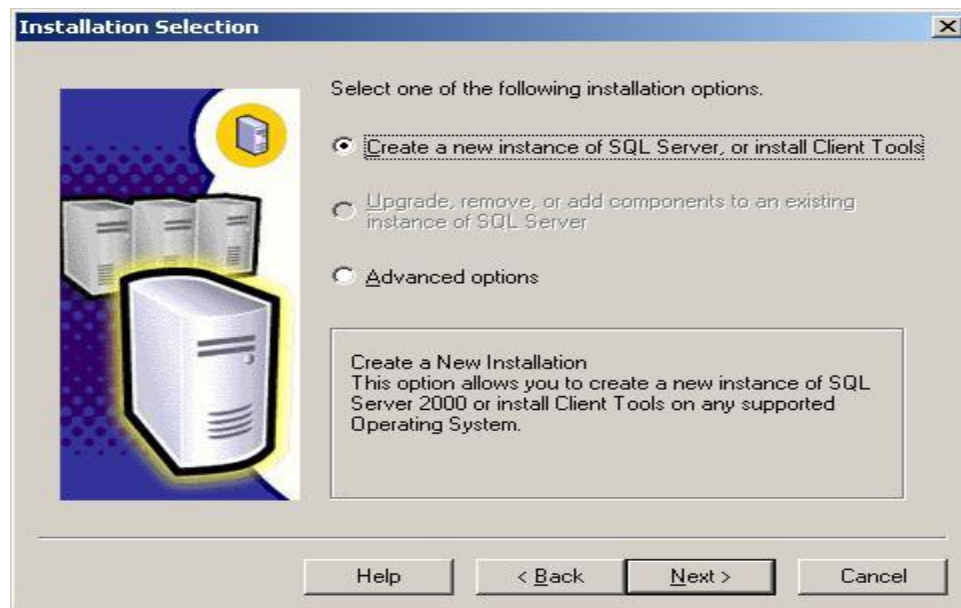 Installation Selection
Select one of the following installation options.
Create a new instance of SQL Server, or install Client Tools
Upgrade, remove, or add components to an existing
instance of SQL Server
Advanced options
Create a New Installation
This option allows you to create a new instance of SQL
Server 2000 or install Client Tools on any supported
Operating System.
Help
< Back
Next >
Cancel